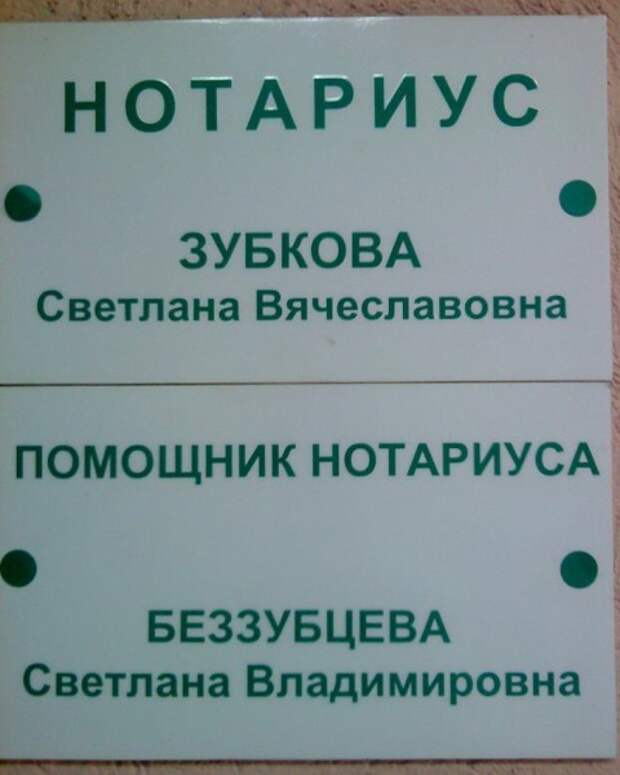 НОТАРИУС
ЗУБКОВА
Светлана Вячеславовна
ПОМОЩНИК НОТАРИУСА
БЕЗЗУБЦЕВА
Светлана Владимировна